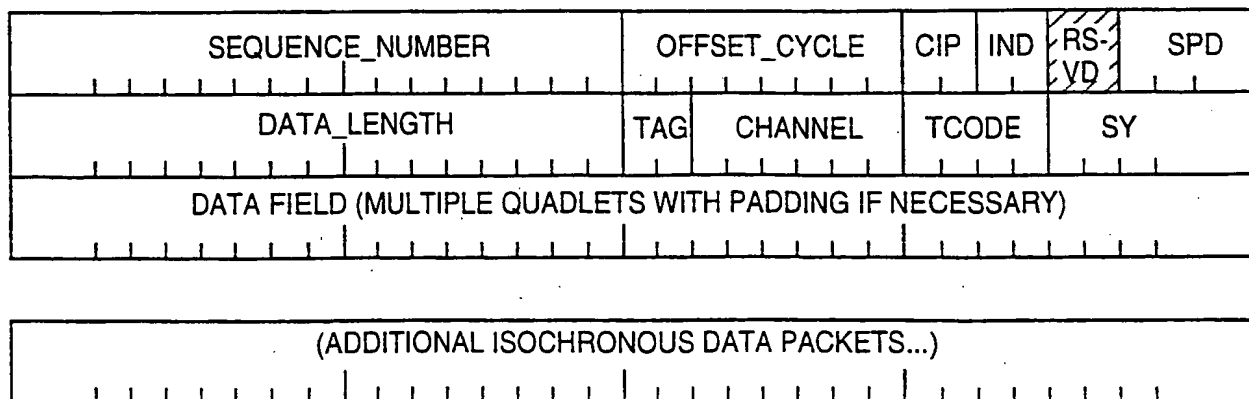 SEQUENCE_NUMBER OFFSET_CYCLE CIP IND RS-VD SPD
DATA_LENGTH TAG CHANNEL TCODE SY
DATA FIELD (MULTIPLE QUADLETS WITH PADDING IF NECESSARY)
(ADDITIONAL ISOCHRONOUS DATA PACKETS...)